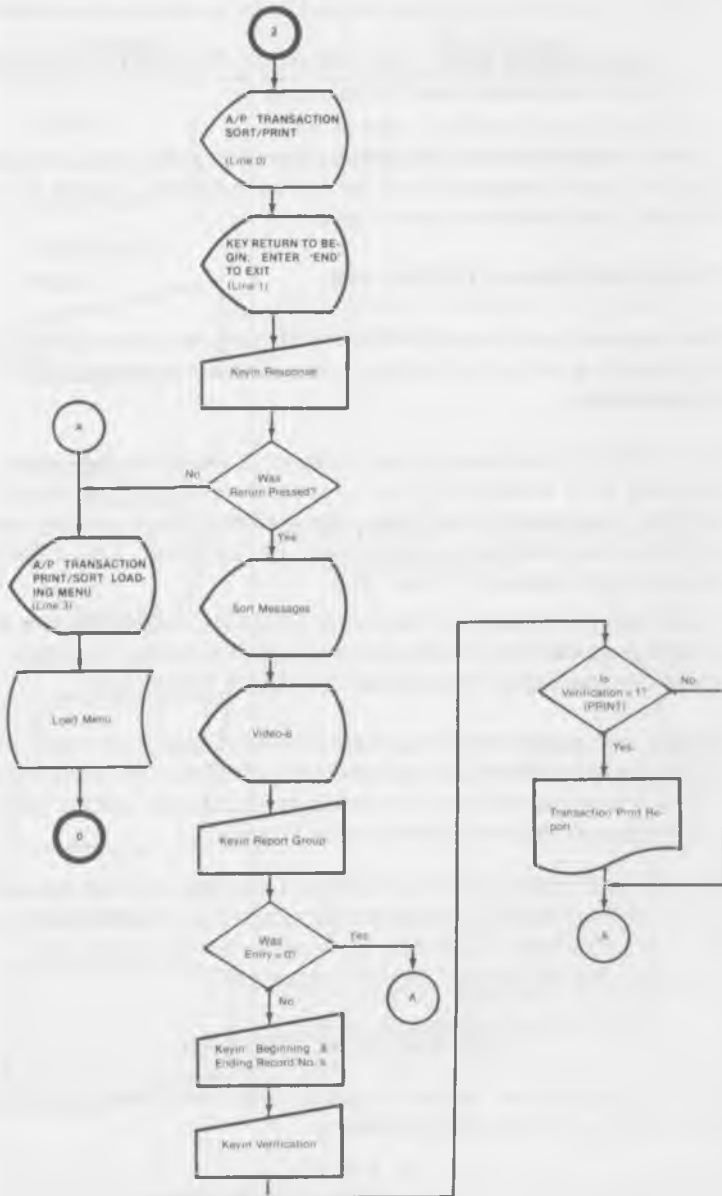 2
A/P TRANSACTION
SORT/PRINT
(Line 0)
KEY RETURN TO BE-
GIN, ENTER 'END'
TO EXIT
(Line 1)
Keyin Response
A
No
Was
Return Pressed?
Yes
A/P TRANSACTION
PRINT/SORT LOAD-
ING MENU
(Line 3)
Sort Messages
Load Menu
Video-6
0
Keyin Report Group
Was
Entry = 0?
Yes
A
No
Keyin Beginning &
Ending Record No.'s
Keyin Verification
Is
Verification = 1?
(PRINT)
No
Yes
Transaction Print Re-
port
A